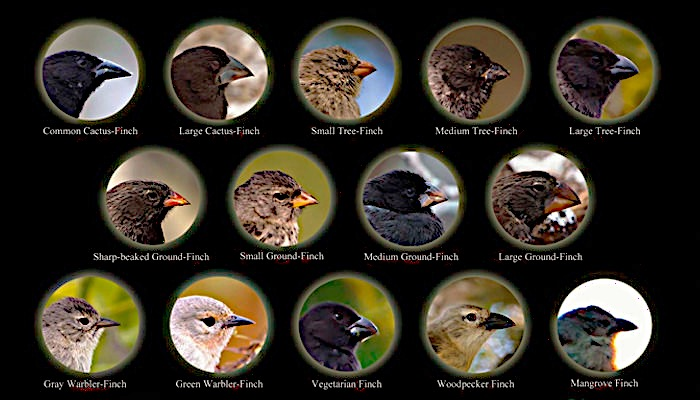 Common Cactus-Finch
Large Cactus-Finch
Small Tree-Finch
Medium Tree-Finch
Large Tree-Finch
Sharp-beaked Ground-Finch
Small Ground-Finch
Medium Ground-Finch
Large Ground-Finch
Gray Warbler-Finch
Green Warbler-Finch
Vegetarian Finch
Woodpecker Finch
Mangrove Finch